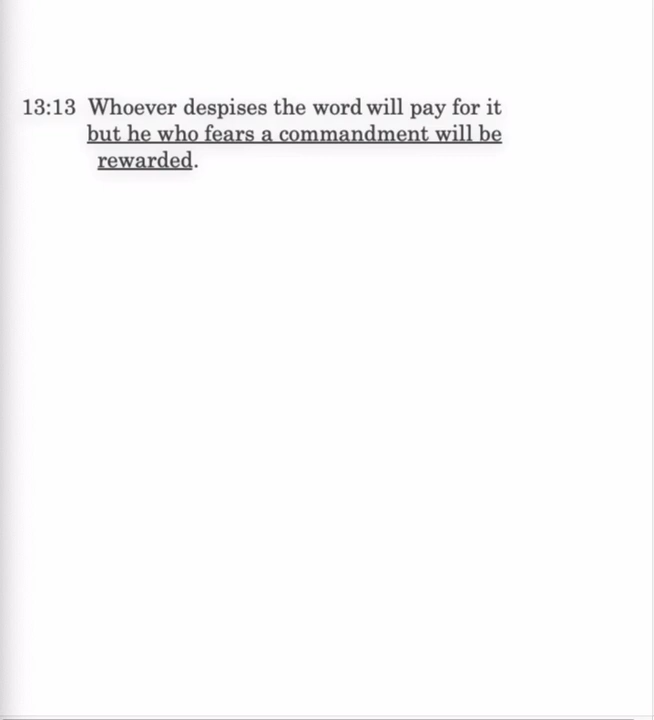 13:13 Whoever despises the word will pay for it
but he who fears a commandment will be
rewarded.